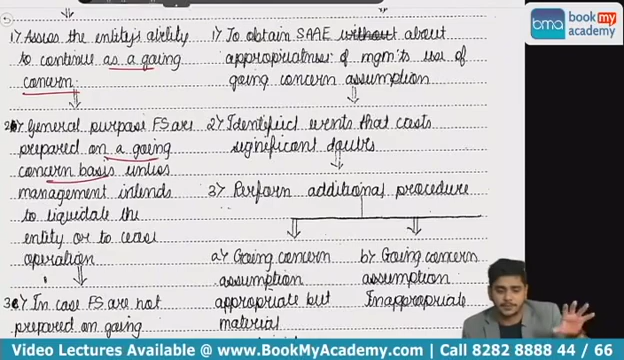 1) Assess the entity's ability
to continue as a going
concern.
2) General purpose FS are
prepared on a going
concern basis unless
management intends
to liquidate the
entity or to cease
operation
3) In case FS are not
prepared on going
1) To obtain SAAE without about
appropriateness of mgm'ts use of
going concern assumption
2) Identified events that casts
significant doubts
3) Perform additional procedure
a) Going concern
assumption
appropriate but
material
b) Going concern
assumption
Inappropriate
bma
book my
academy
Video Lectures Available @ www.BookMyAcademy.com | Call 8282 8888 44 / 66